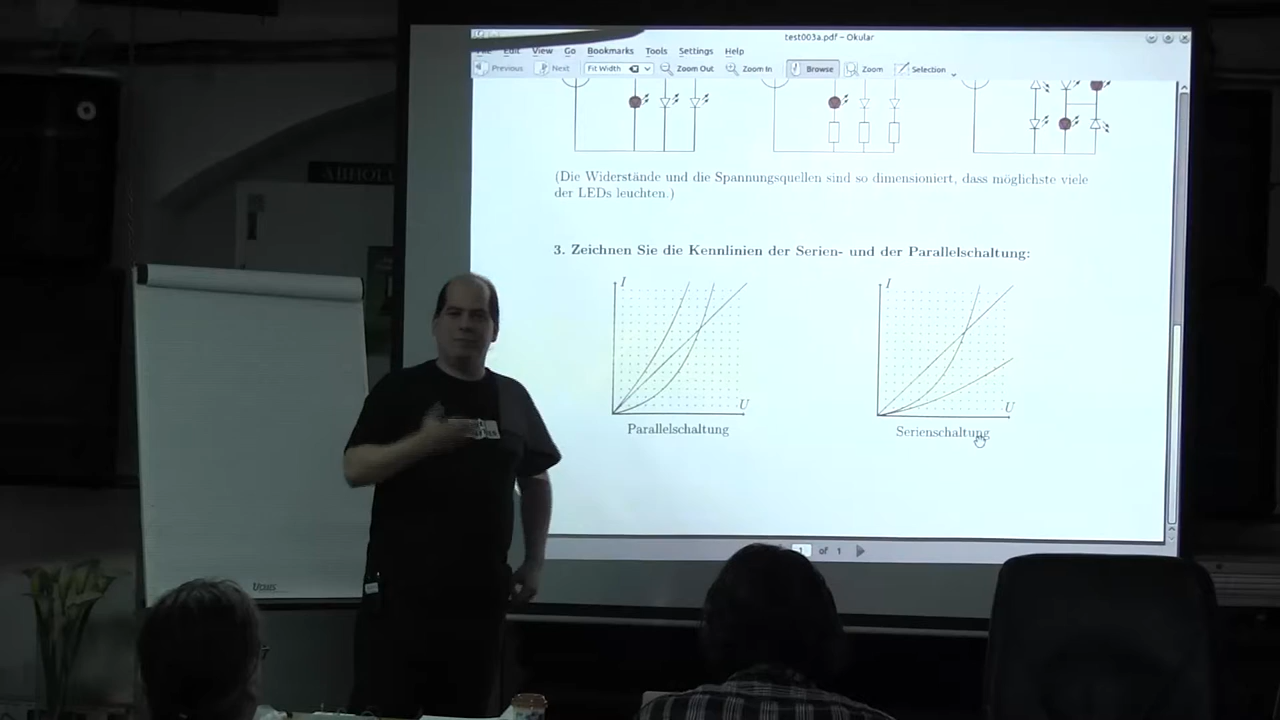 test003a.pdf – Okular
File Edit View Go Bookmarks Tools Settings Help
Previous Next Fit Width Zoom Out Zoom In Browse Zoom Selection
(Die Widerstände und die Spannungsquellen sind so dimensioniert, dass möglichste viele
der LEDs leuchten.)
3. Zeichnen Sie die Kennlinien der Serien- und der Parallelschaltung:
I
U
Parallelschaltung
I
U
Serienschaltung
1 of 1